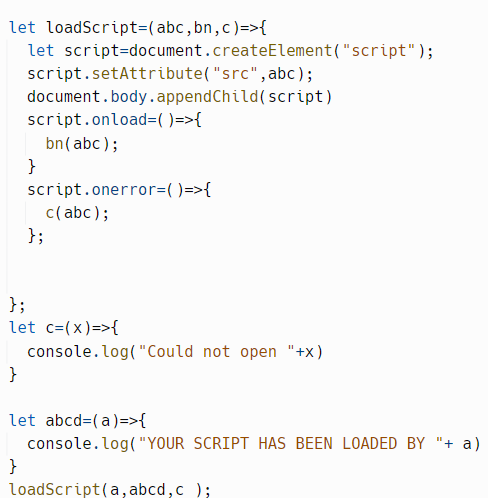 let loadScript=(abc,bn,c)=>{
  let script=document.createElement("script");
  script.setAttribute("src",abc);
  document.body.appendChild(script)
  script.onload=()=>{
    bn(abc);
  }
  script.onerror=()=>{
    c(abc);
  };
};
let c=(x)=>{
  console.log("Could not open "+x)
}
let abcd=(a)=>{
  console.log("YOUR SCRIPT HAS BEEN LOADED BY "+ a)
}
loadScript(a,abcd,c );